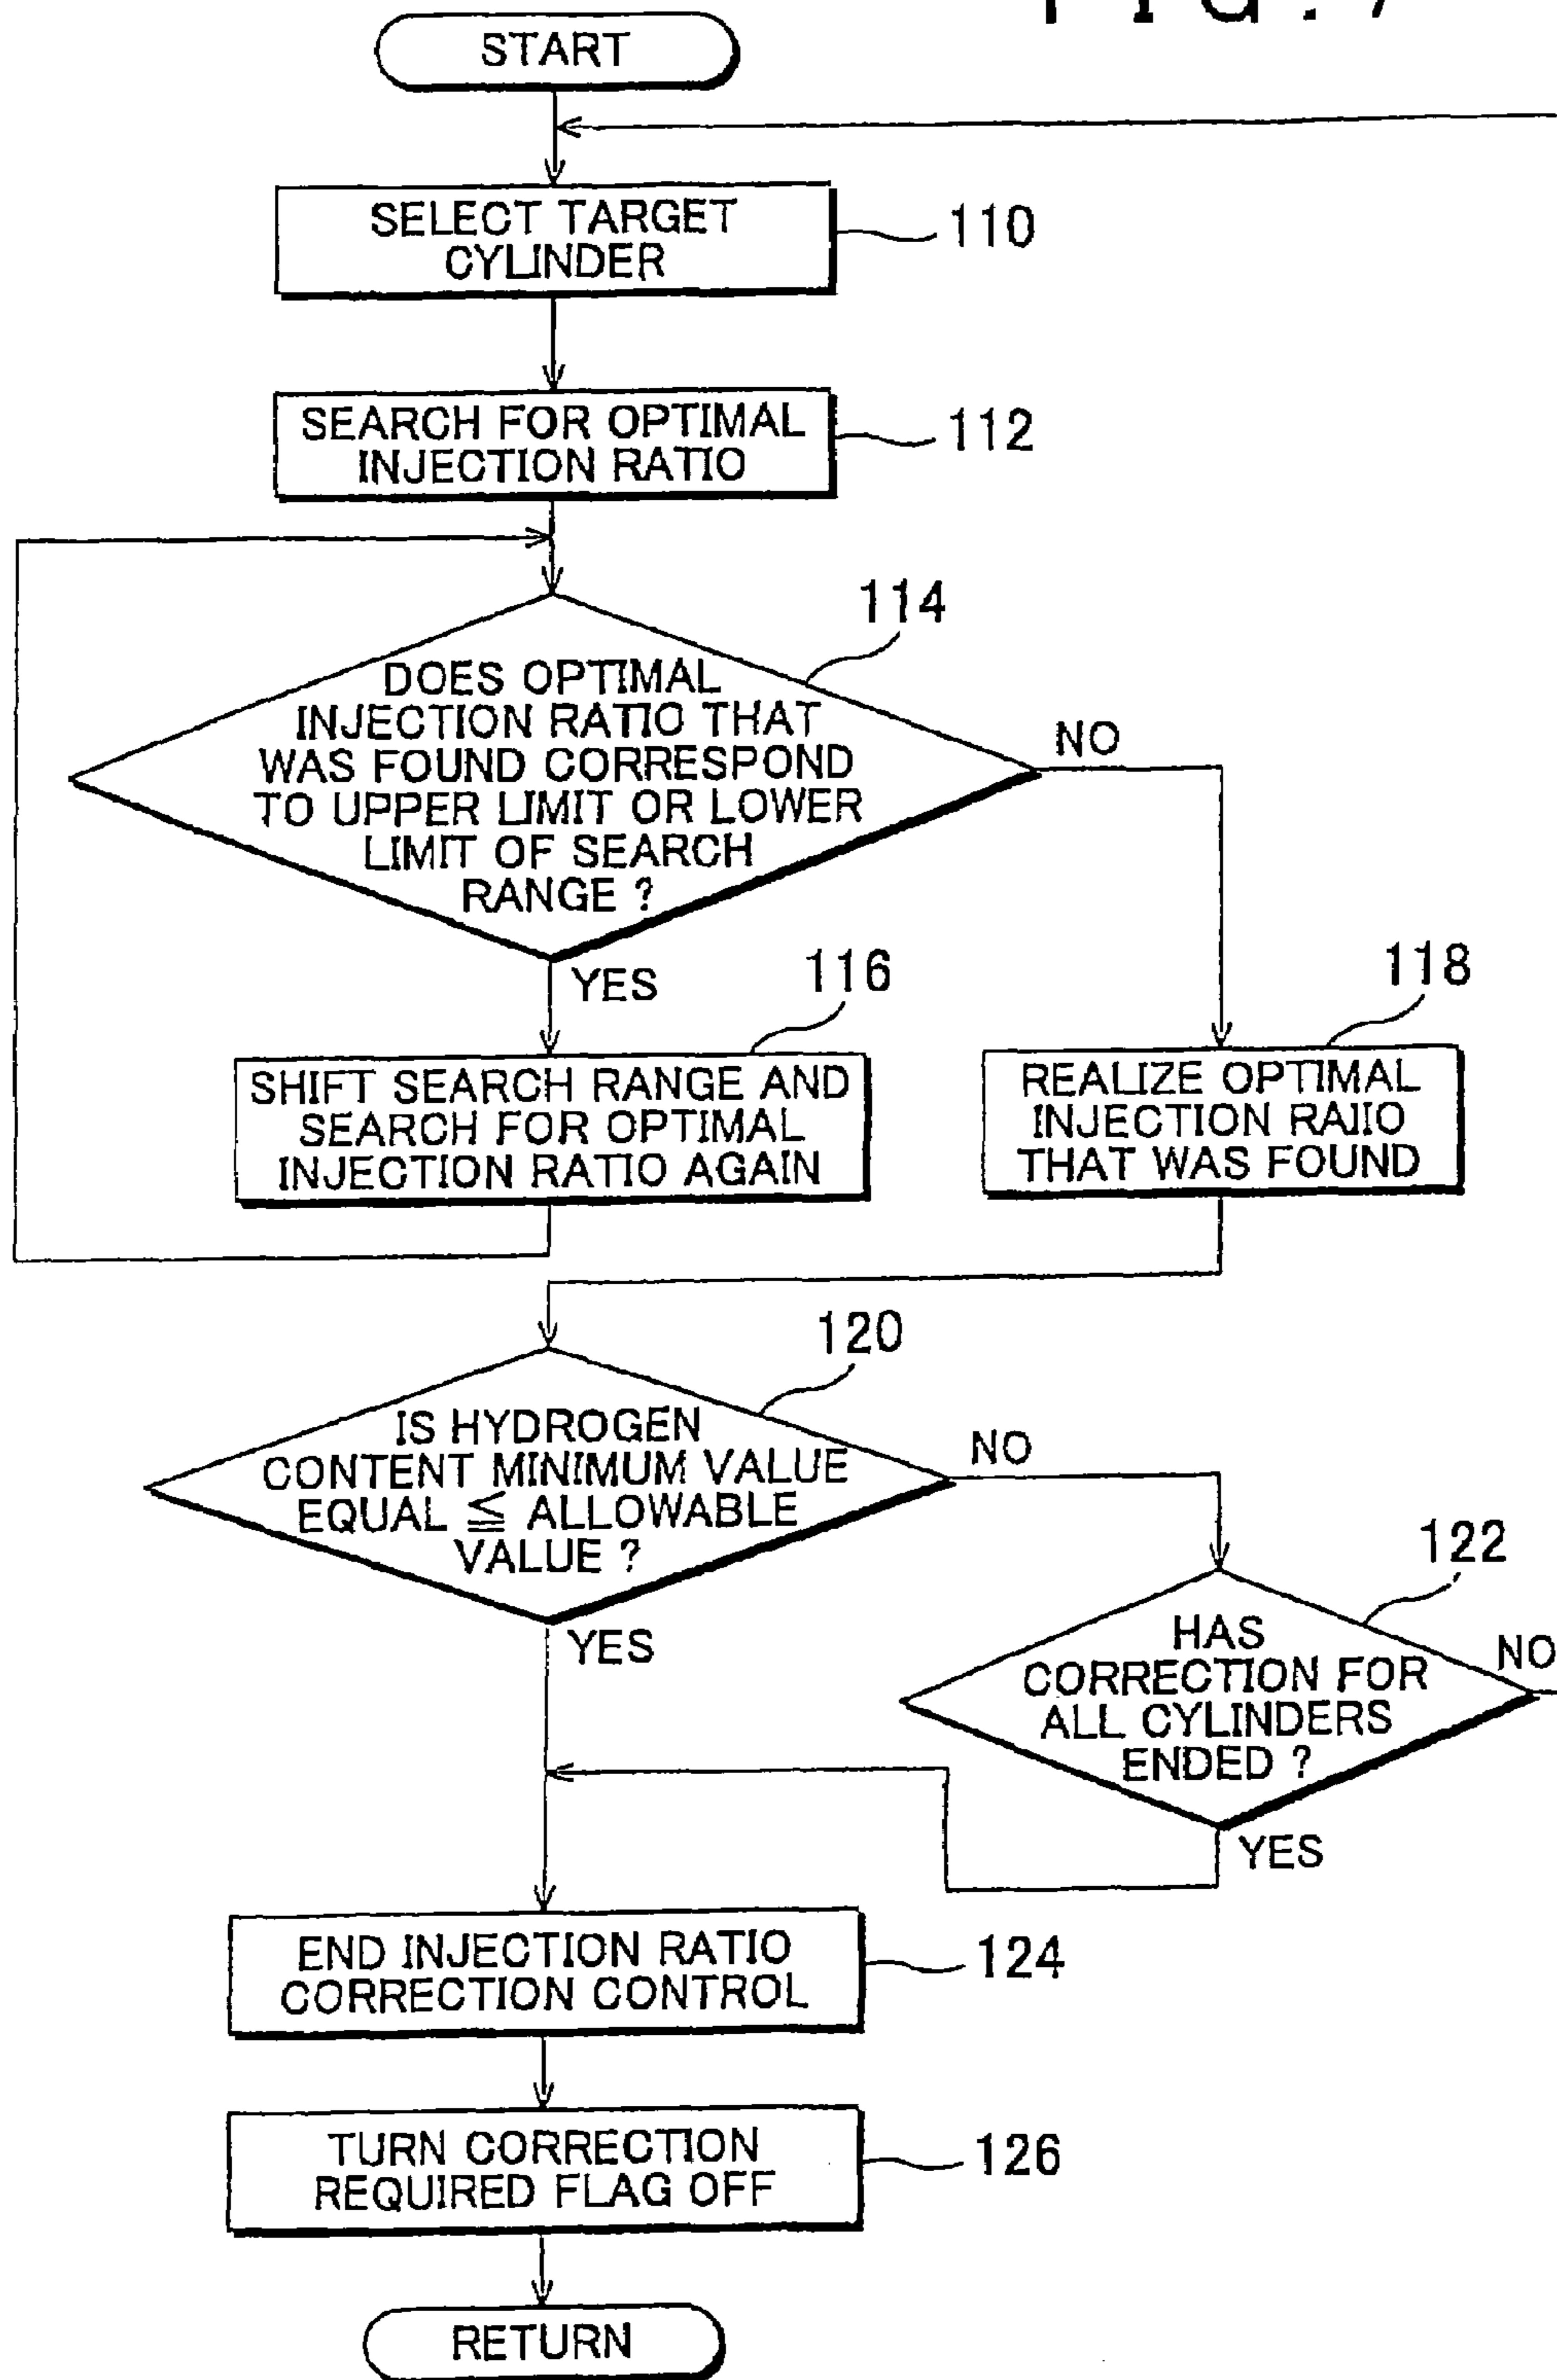 FIG.7
START
SELECT TARGET
CYLINDER
110
SEARCH FOR OPTIMAL
INJECTION RATIO
112
114
DOES OPTIMAL
INJECTION RATIO THAT
WAS FOUND CORRESPOND
TO UPPER LIMIT OR LOWER
LIMIT OF SEARCH
RANGE ?
NO
YES
116
SHIFT SEARCH RANGE AND
SEARCH FOR OPTIMAL
INJECTION RATIO AGAIN
118
REALIZE OPTIMAL
INJECTION RATIO
THAT WAS FOUND
120
IS HYDROGEN
CONTENT MINIMUM VALUE
EQUAL ≦ ALLOWABLE
VALUE ?
NO
YES
122
HAS
CORRECTION FOR
ALL CYLINDERS
ENDED ?
NO
YES
END INJECTION RATIO
CORRECTION CONTROL
124
TURN CORRECTION
REQUIRED FLAG OFF
126
RETURN